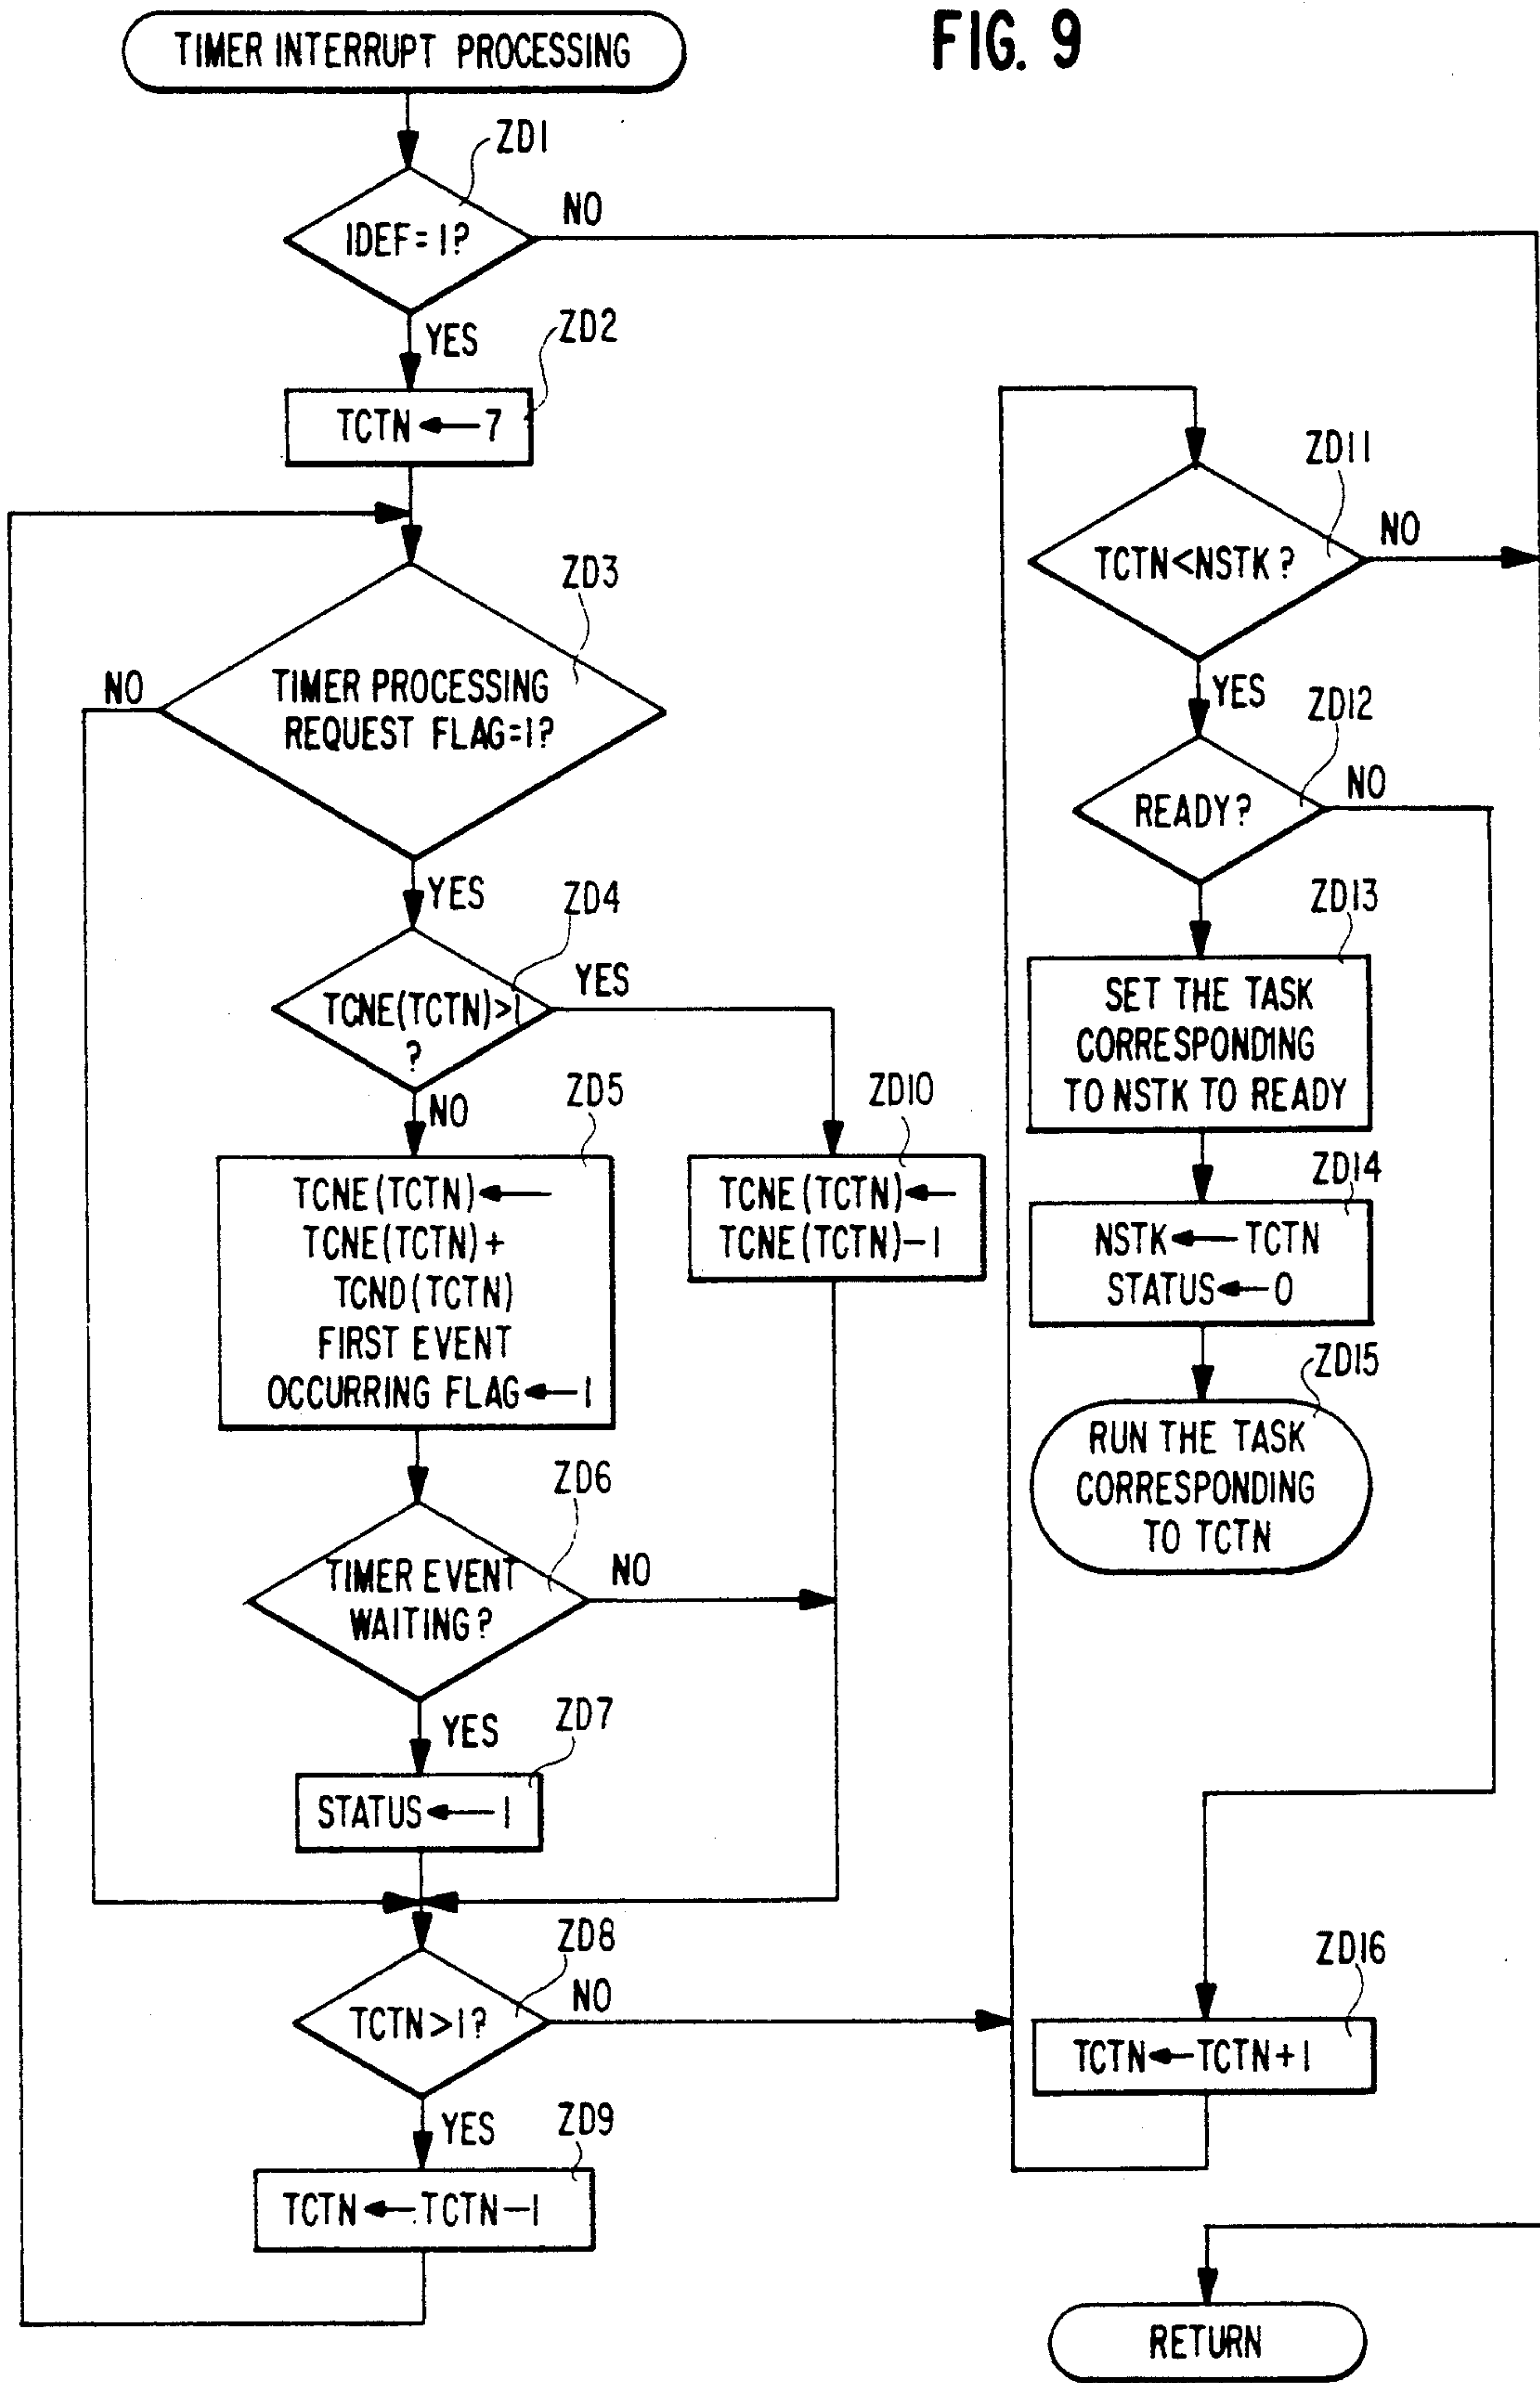 FIG. 9
TIMER INTERRUPT PROCESSING
ZD1
IDEF=1?
NO
YES
ZD2
TCTN←7
ZD3
TIMER PROCESSING
REQUEST FLAG=1?
NO
YES
ZD4
TCNE(TCTN)>1
?
YES
NO
ZD5
TCNE(TCTN)←
TCNE(TCTN)+
TCND(TCTN)
FIRST EVENT
OCCURRING FLAG←1
ZD10
TCNE(TCTN)←
TCNE(TCTN)-1
ZD6
TIMER EVENT
WAITING?
NO
YES
ZD7
STATUS←1
ZD8
TCTN>1?
NO
YES
ZD9
TCTN←TCTN-1
ZD11
TCTN<NSTK?
NO
YES
ZD12
READY?
NO
ZD13
SET THE TASK
CORRESPONDING
TO NSTK TO READY
ZD14
NSTK←TCTN
STATUS←0
ZD15
RUN THE TASK
CORRESPONDING
TO TCTN
ZD16
TCTN←TCTN+1
RETURN